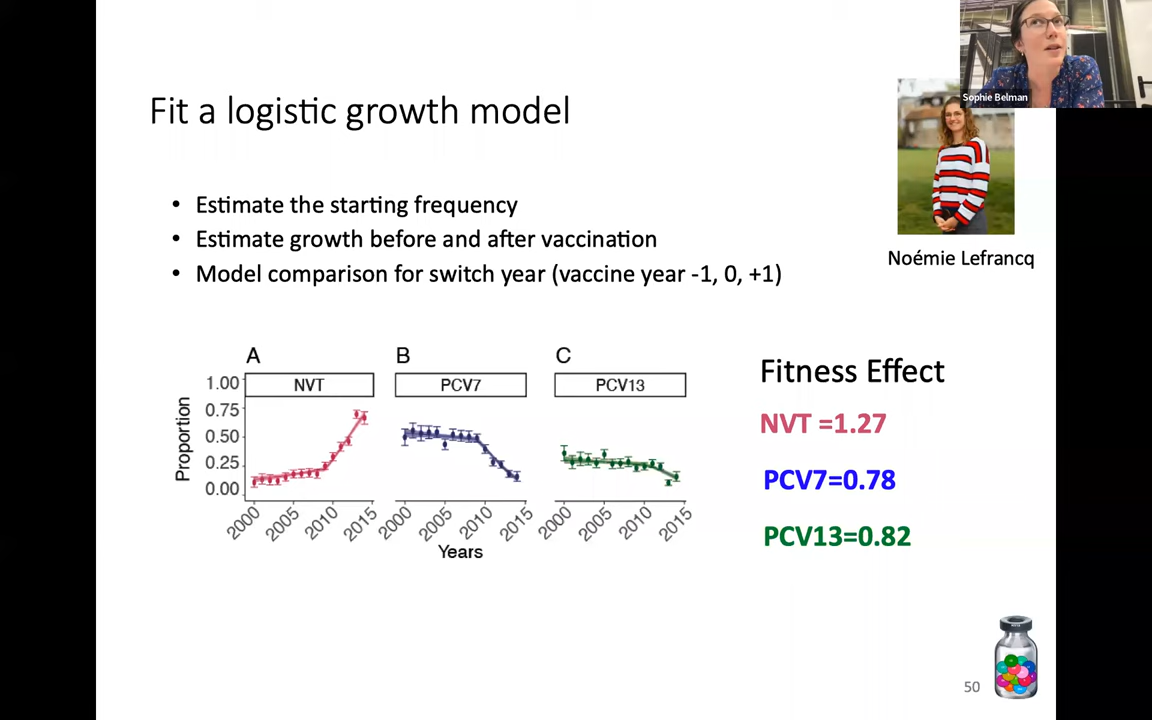 Sophie Belman
Fit a logistic growth model
• Estimate the starting frequency
• Estimate growth before and after vaccination
• Model comparison for switch year (vaccine year -1, 0, +1)
Noémie Lefrancq
A
B
C
NVT
PCV7
PCV13
Proportion
1.00
0.75
0.50
0.25
0.00
2000
2005
2010
2015
2000
2005
2010
2015
2000
2005
2010
2015
Years
Fitness Effect
NVT =1.27
PCV7=0.78
PCV13=0.82
50